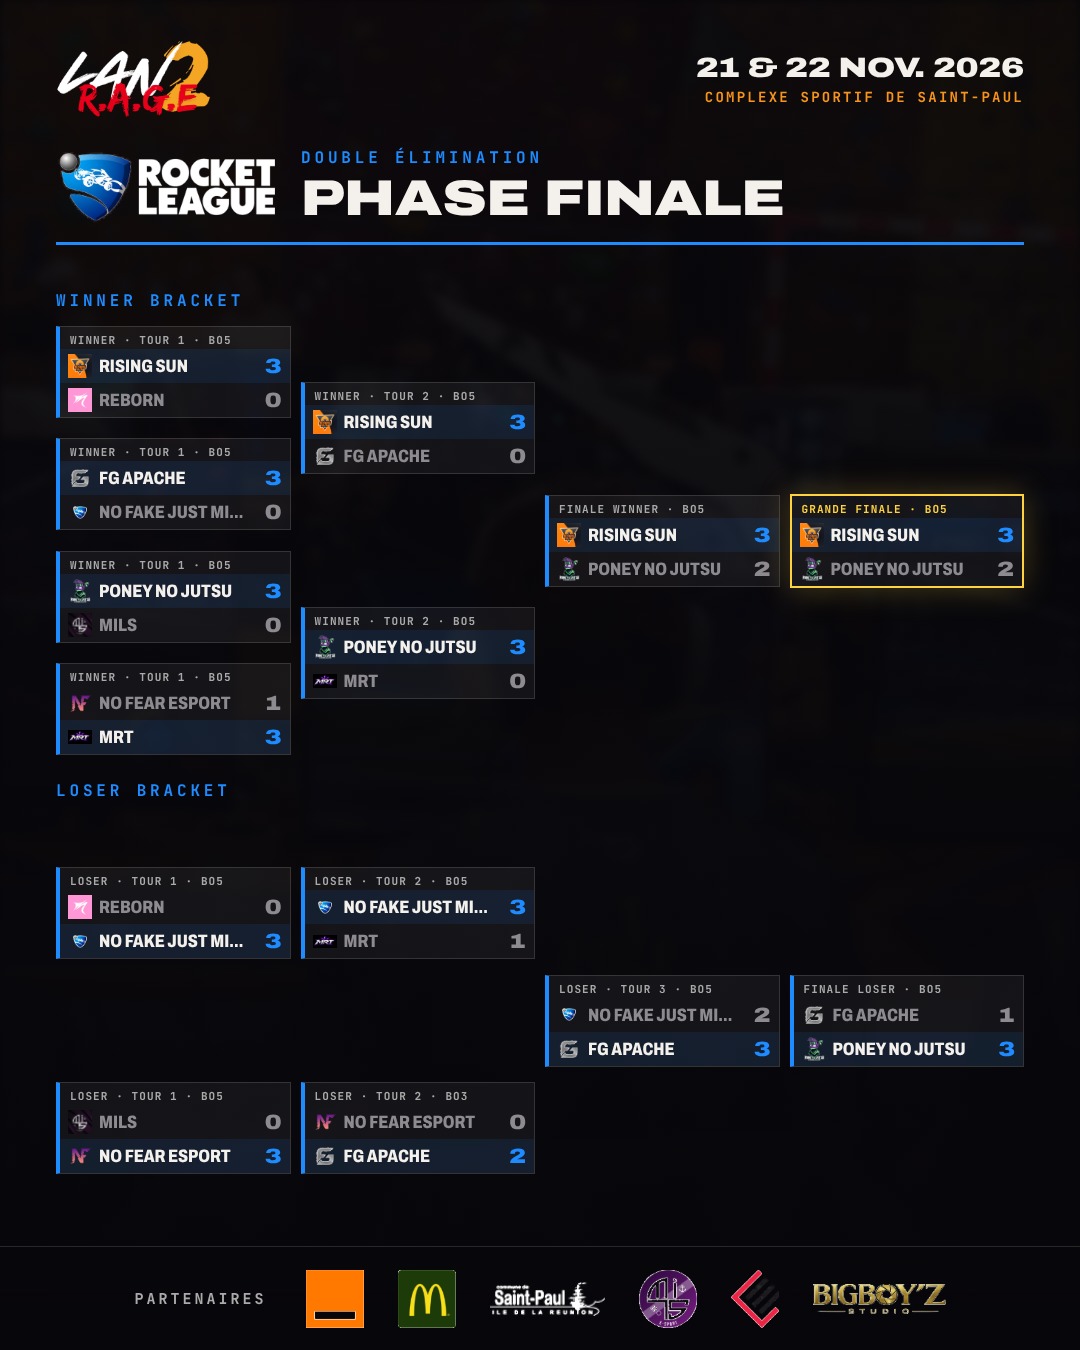 LAN2
R.A.G.E
21 & 22 NOV. 2026
COMPLEXE SPORTIF DE SAINT-PAUL
ROCKET
LEAGUE
DOUBLE ÉLIMINATION
PHASE FINALE
WINNER BRACKET
WINNER · TOUR 1 · BO5
RISING SUN 3
REBORN 0
WINNER · TOUR 1 · BO5
FG APACHE 3
NO FAKE JUST MI... 0
WINNER · TOUR 1 · BO5
PONEY NO JUTSU 3
MILS 0
WINNER · TOUR 1 · BO5
NO FEAR ESPORT 1
MRT 3
WINNER · TOUR 2 · BO5
RISING SUN 3
FG APACHE 0
WINNER · TOUR 2 · BO5
PONEY NO JUTSU 3
MRT 0
FINALE WINNER · BO5
RISING SUN 3
PONEY NO JUTSU 2
GRANDE FINALE · BO5
RISING SUN 3
PONEY NO JUTSU 2
LOSER BRACKET
LOSER · TOUR 1 · BO5
REBORN 0
NO FAKE JUST MI... 3
LOSER · TOUR 1 · BO5
MILS 0
NO FEAR ESPORT 3
LOSER · TOUR 2 · BO5
NO FAKE JUST MI... 3
MRT 1
LOSER · TOUR 2 · BO3
NO FEAR ESPORT 0
FG APACHE 2
LOSER · TOUR 3 · BO5
NO FAKE JUST MI... 2
FG APACHE 3
FINALE LOSER · BO5
FG APACHE 1
PONEY NO JUTSU 3
PARTENAIRES
commune de
Saint-Paul
ILE DE LA REUNION
BIGBOY'Z
STUDIO